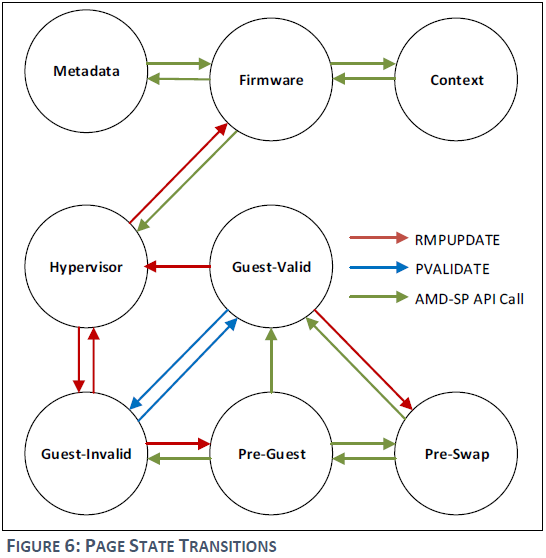 Metadata
Firmware
Context
Hypervisor
Guest-Valid
RMPUPDATE
PVALIDATE
AMD-SP API Call
Guest-Invalid
Pre-Guest
Pre-Swap
FIGURE 6: PAGE STATE TRANSITIONS